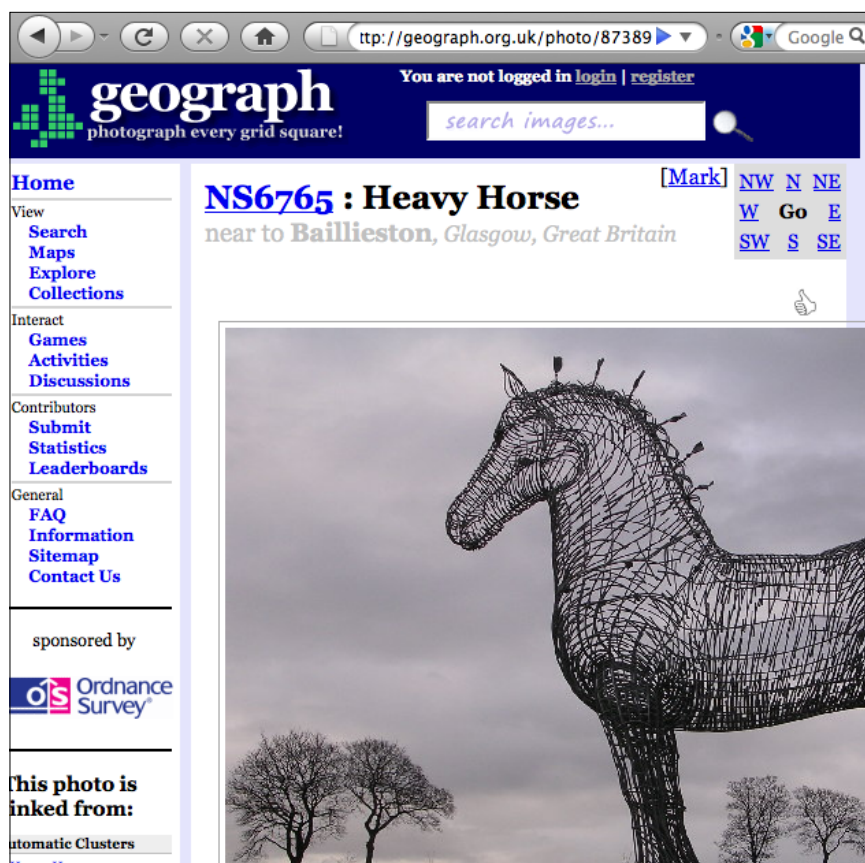 ttp://geograph.org.uk/photo/87389
Google
You are not logged in login | register
geograph
photograph every grid square!
search images...
Home
View
Search
Maps
Explore
Collections
Interact
Games
Activities
Discussions
Contributors
Submit
Statistics
Leaderboards
General
FAQ
Information
Sitemap
Contact Us
sponsored by
OS Ordnance
Survey®
This photo is
inked from:
utomatic Clusters
NS6765 : Heavy Horse
near to Baillieston, Glasgow, Great Britain
[Mark]
NW N NE
W Go E
SW S SE